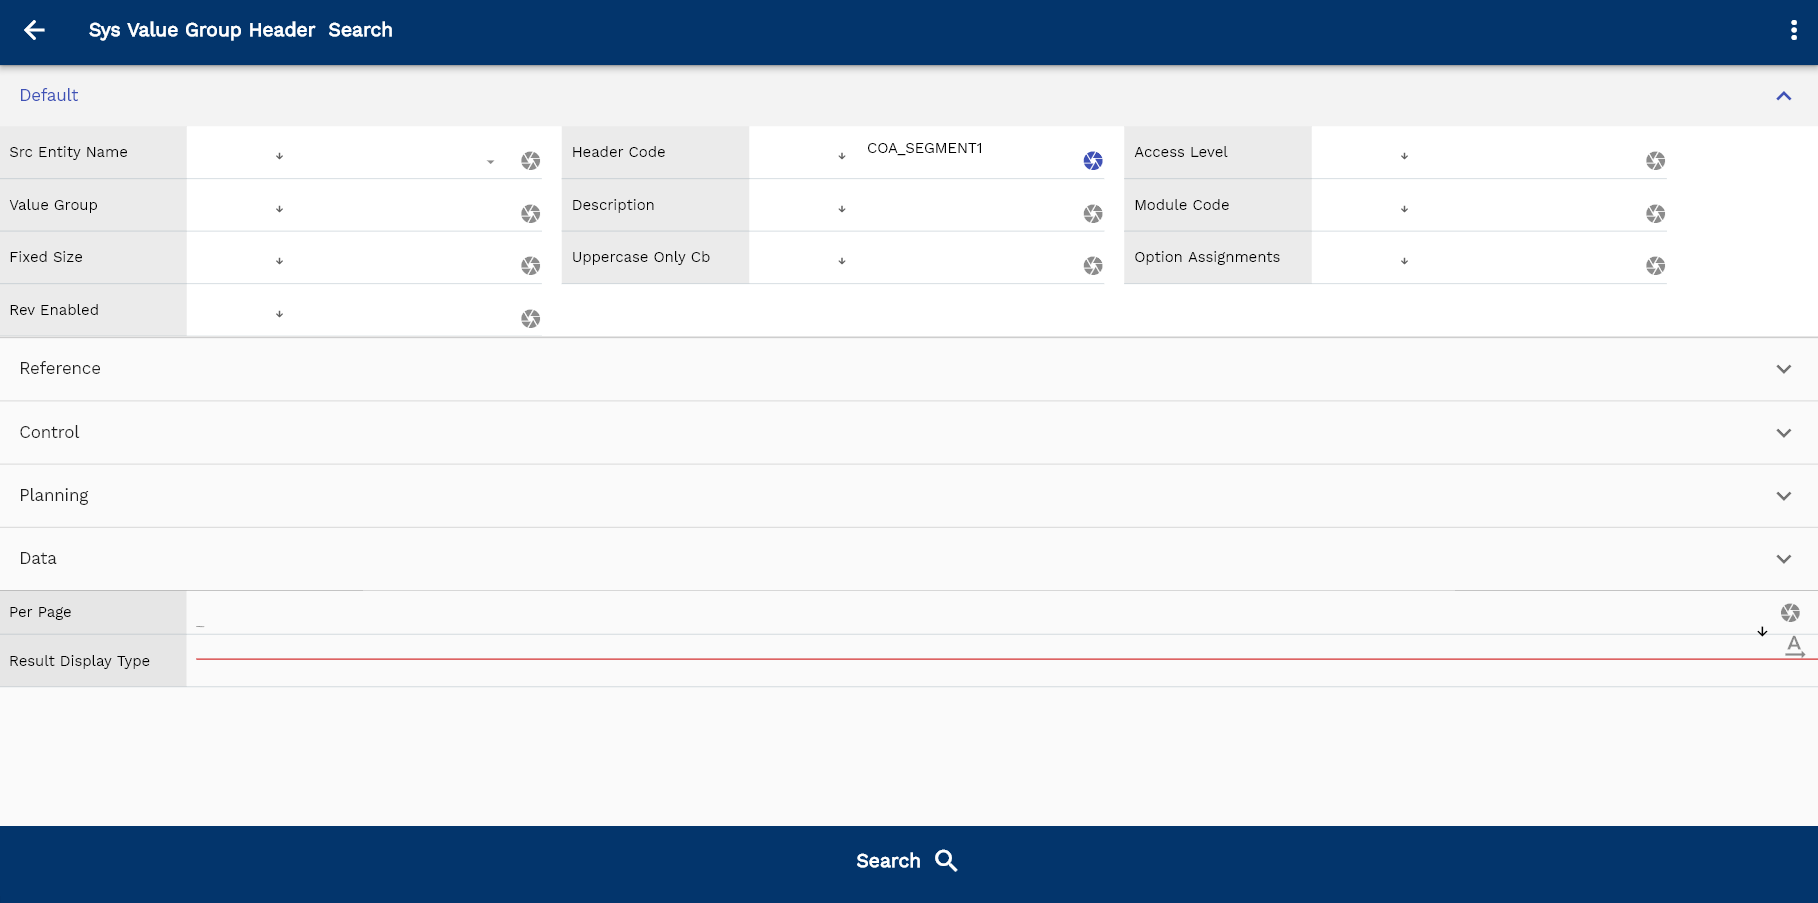 Sys Value Group Header Search
Default
Src Entity Name
Header Code COA_SEGMENT1
Access Level
Value Group
Description
Module Code
Fixed Size
Uppercase Only Cb
Option Assignments
Rev Enabled
Reference
Control
Planning
Data
Per Page
Result Display Type
Search